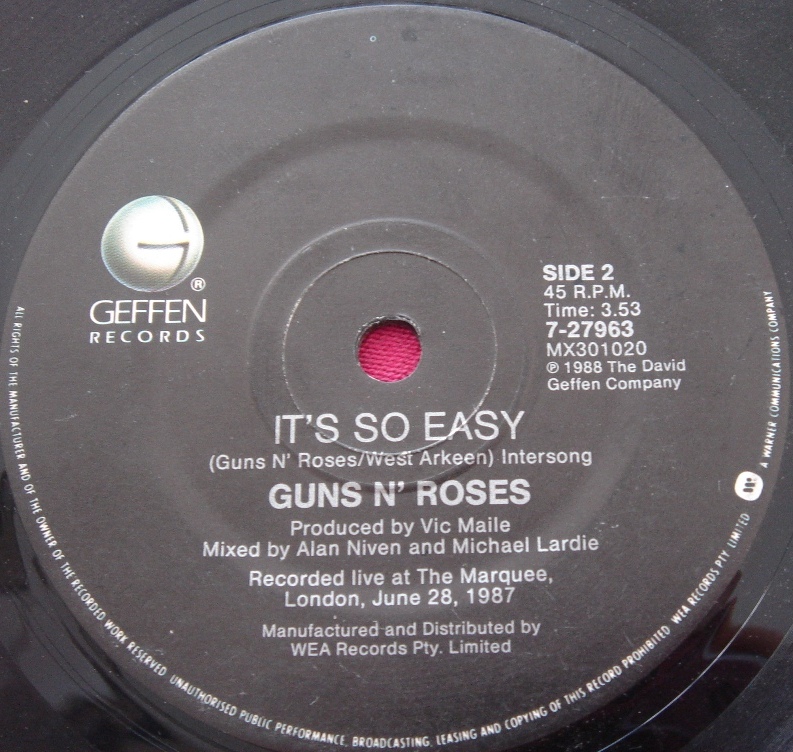 GEFFEN
RECORDS
®
SIDE 2
45 R.P.M.
Time: 3.53
7-27963
MX301020
℗ 1988 The David
Geffen Company
IT'S SO EASY
(Guns N' Roses/West Arkeen) Intersong
GUNS N' ROSES
Produced by Vic Maile
Mixed by Alan Niven and Michael Lardie
Recorded live at The Marquee,
London, June 28, 1987
Manufactured and Distributed by
WEA Records Pty. Limited
ALL RIGHTS OF THE MANUFACTURER AND OF THE OWNER OF THE RECORDED WORK RESERVED. UNAUTHORISED PUBLIC PERFORMANCE, BROADCASTING, LEASING AND COPYING OF THIS RECORD PROHIBITED. WEA RECORDS PTY. LIMITED
A WARNER COMMUNICATIONS COMPANY